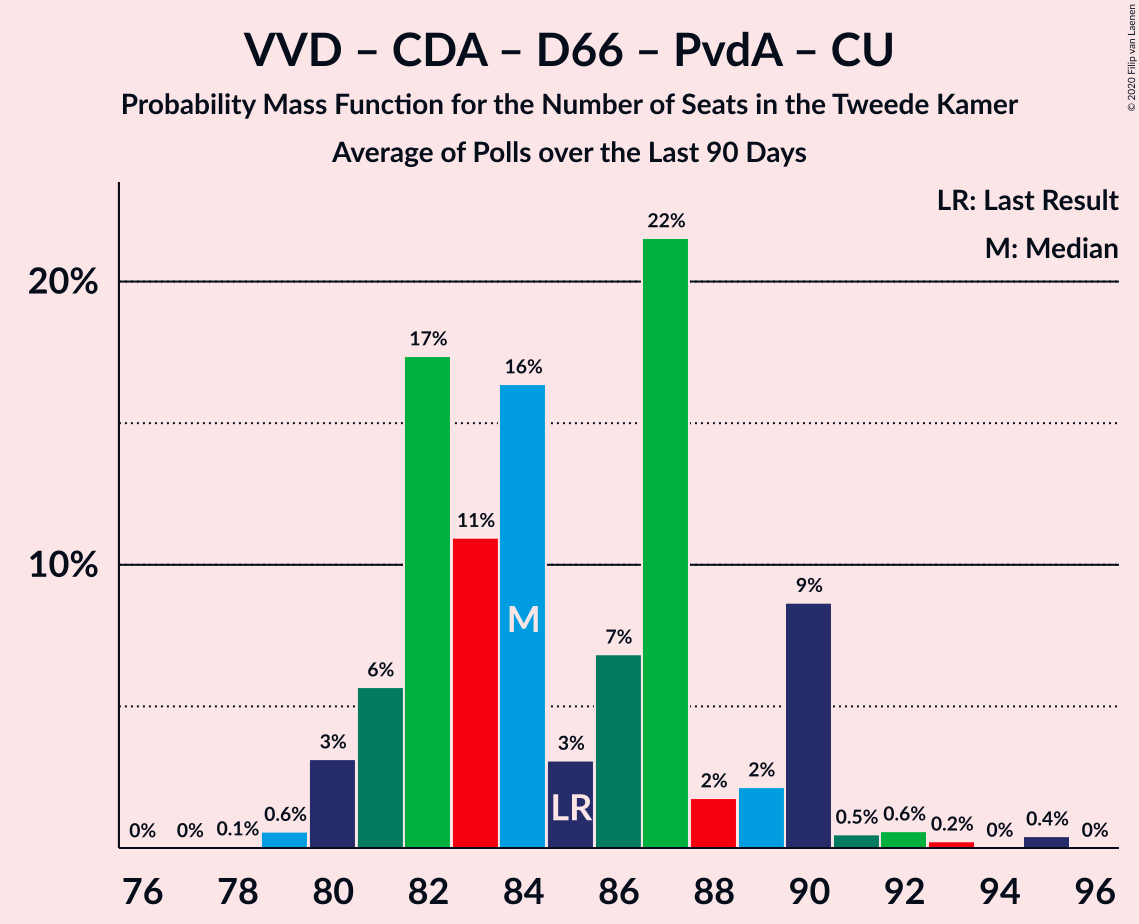 VVD – CDA – D66 – PvdA – CU
Probability Mass Function for the Number of Seats in the Tweede Kamer
Average of Polls over the Last 90 Days
© 2020 Filip van Laenen
LR: Last Result
M: Median
20%
10%
0%
0%
0.1%
0.6%
3%
6%
17%
11%
16%
3%
7%
22%
2%
2%
9%
0.5%
0.6%
0.2%
0%
0.4%
0%
M
LR
76 78 80 82 84 86 88 90 92 94 96